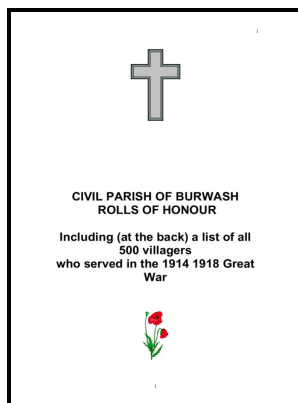 CIVIL PARISH OF BURWASH
ROLLS OF HONOUR
Including (at the back) a list of all
500 villagers
who served in the 1914 1918 Great
War